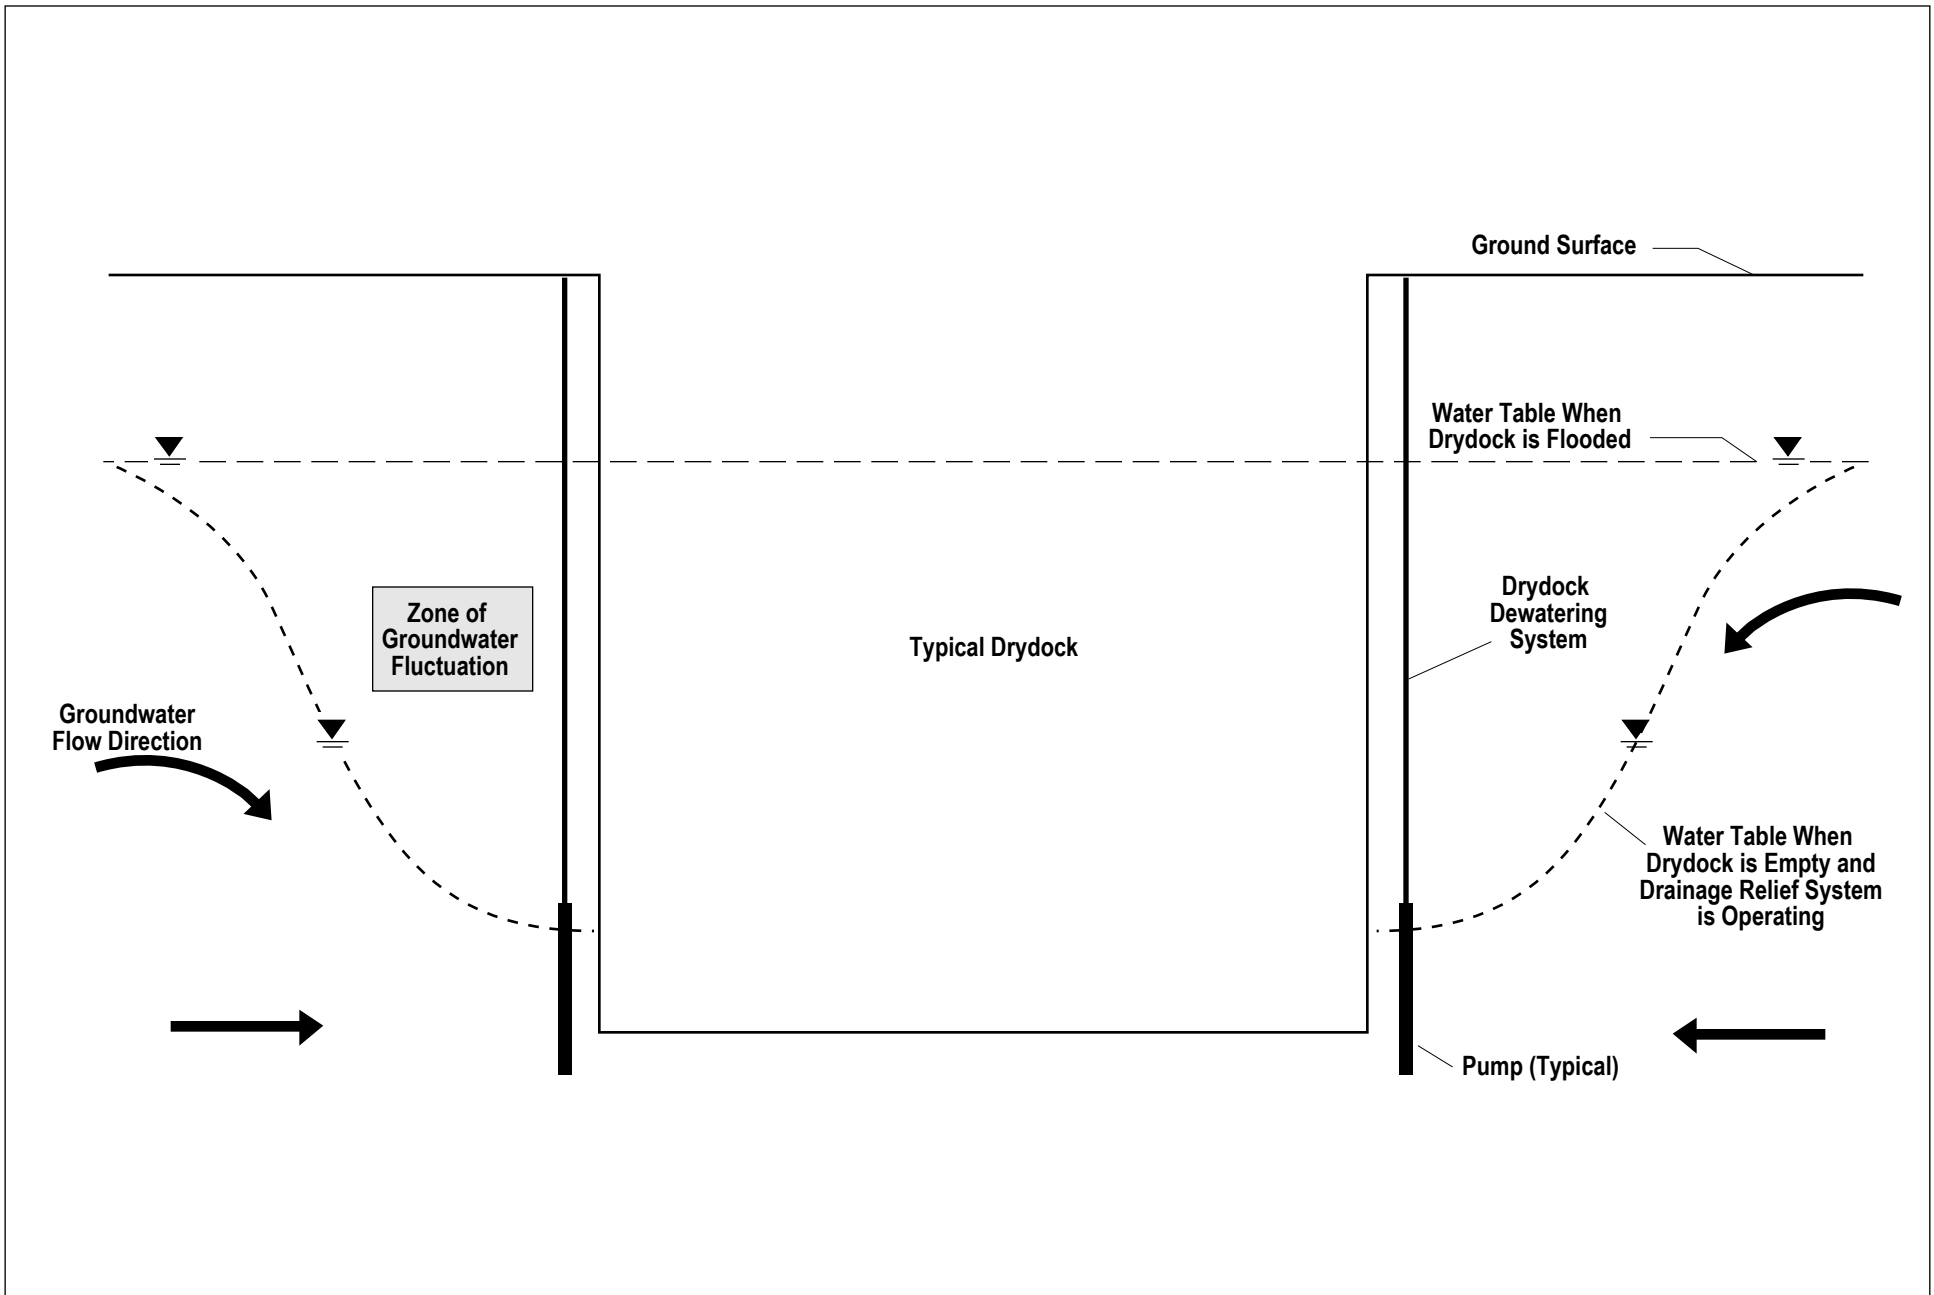 Ground Surface
Water Table When
Drydock is Flooded
Zone of
Groundwater
Fluctuation
Typical Drydock
Drydock
Dewatering
System
Groundwater
Flow Direction
Water Table When
Drydock is Empty and
Drainage Relief System
is Operating
Pump (Typical)